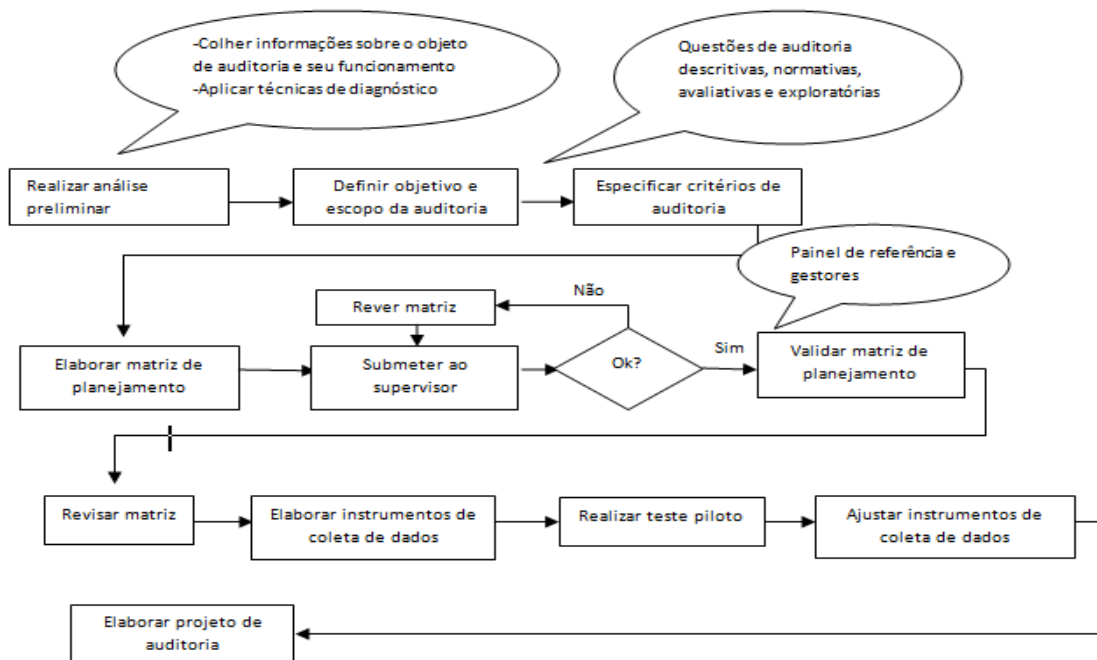 -Colher informações sobre o objeto
de auditoria e seu funcionamento
-Aplicar técnicas de diagnóstico
Questões de auditoria
descritivas, normativas,
avaliativas e exploratórias
Realizar análise
preliminar
Definir objetivo e
escopo da auditoria
Especificar critérios de
auditoria
Painel de referência e
gestores
Rever matriz
Não
Elaborar matriz de
planejamento
Submeter ao
supervisor
Ok?
Sim
Validar matriz de
planejamento
Revisar matriz
Elaborar instrumentos de
coleta de dados
Realizar teste piloto
Ajustar instrumentos de
coleta de dados
Elaborar projeto de
auditoria